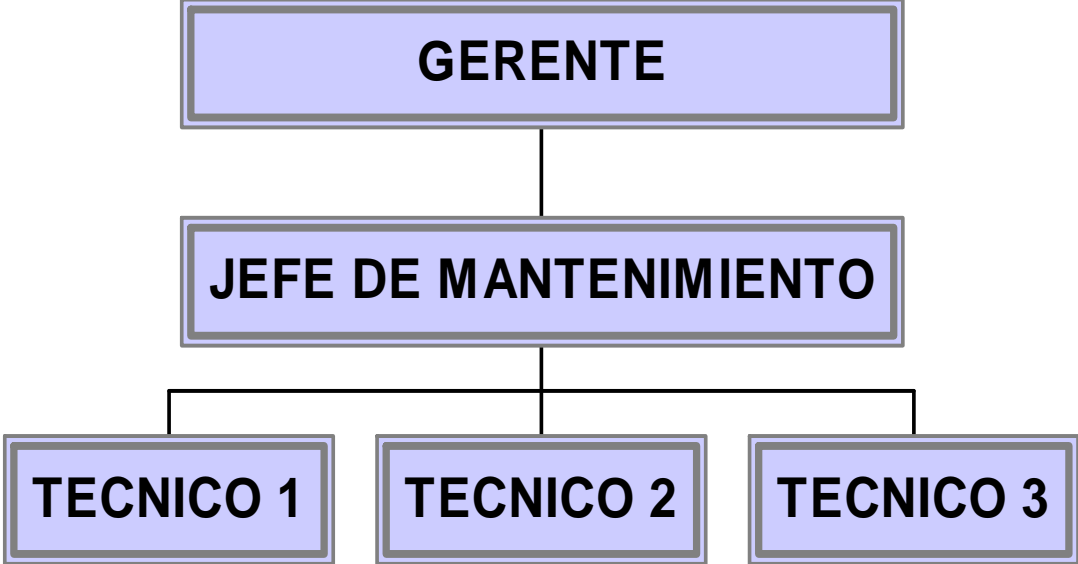 GERENTE
JEFE DE MANTENIMIENTO
TECNICO 1
TECNICO 2
TECNICO 3